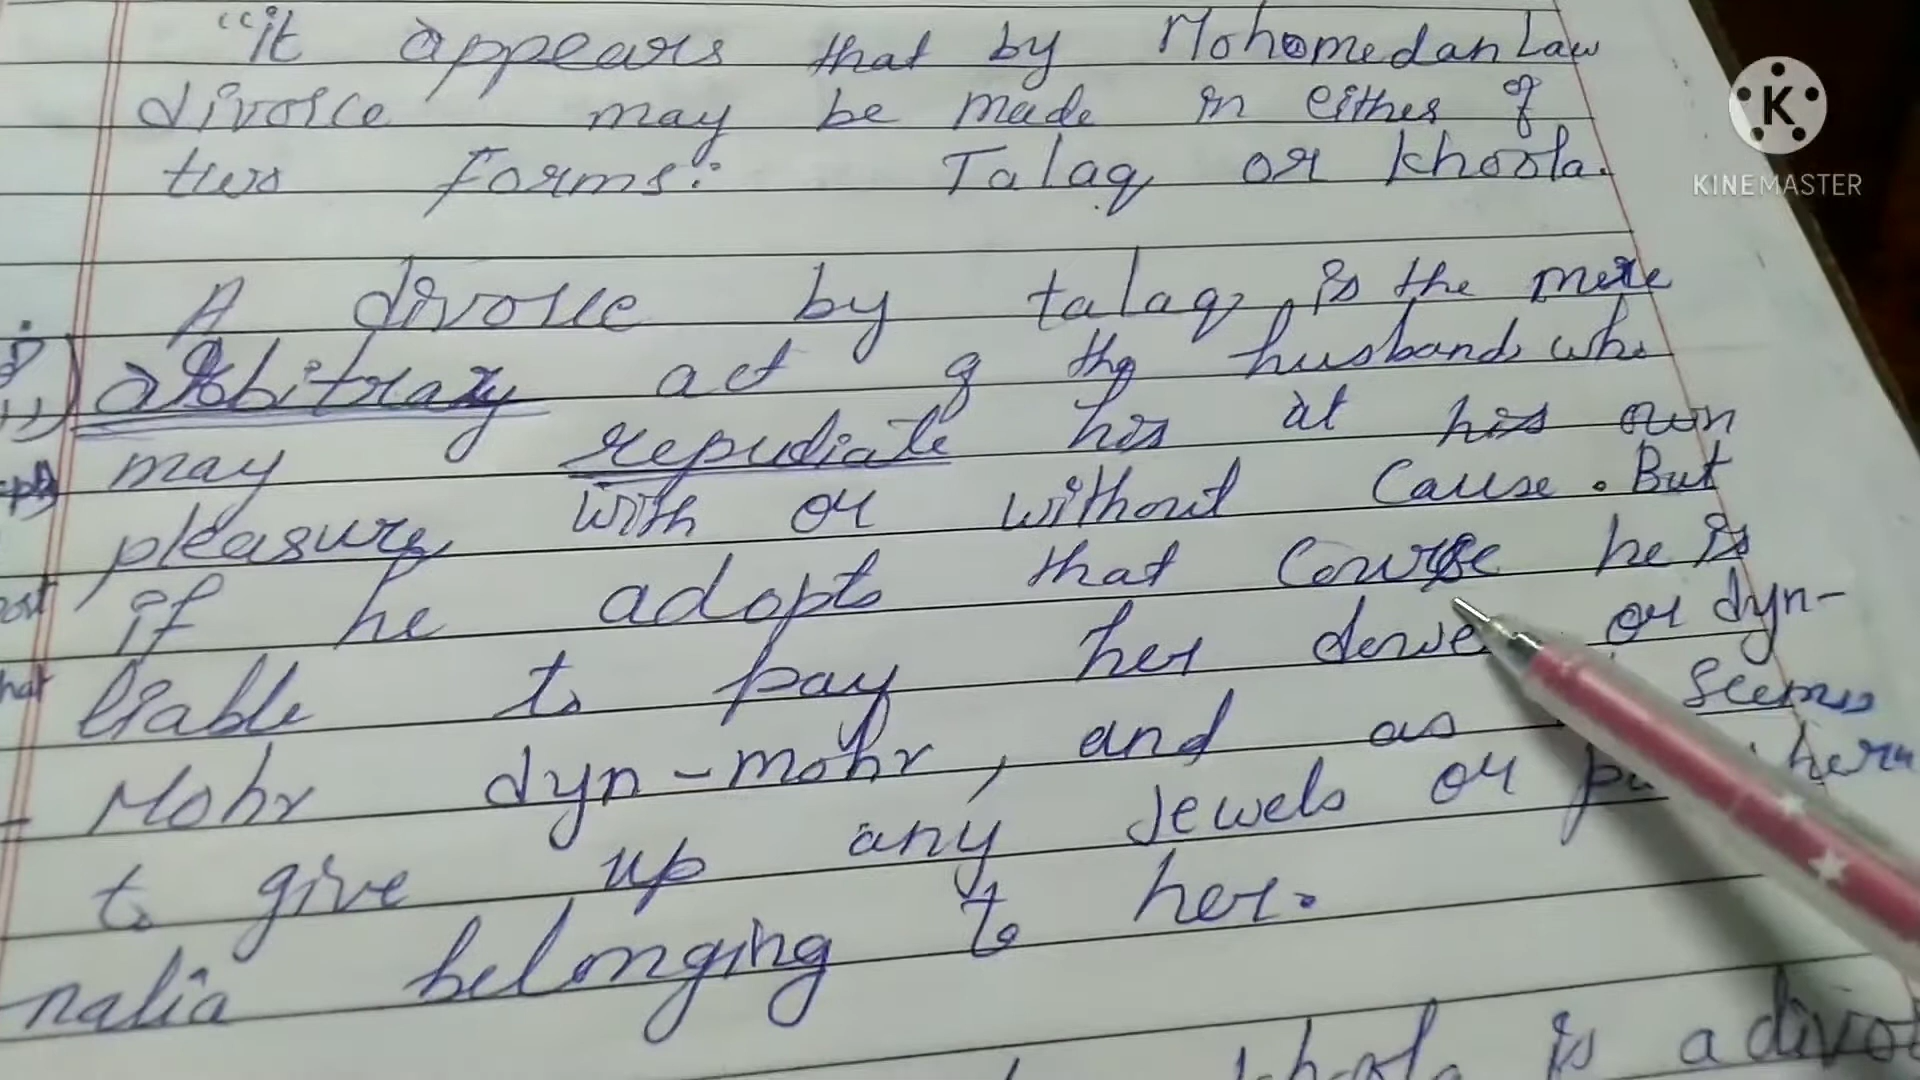 "it appears that by Mohomedan Law
divorce may be made in either of
two forms: Talaq or khoola.
A divorce by talaq is the mere
arbitrary act of the husband who
may repudiate his at his own
pleasure with or without cause. But
if he adopts that course he is
liable to pay her dower or dyn-
Mohr dyn-mohr, and as seems
to give up any jewels or
nalia belonging to her.
is a
KINEMASTER